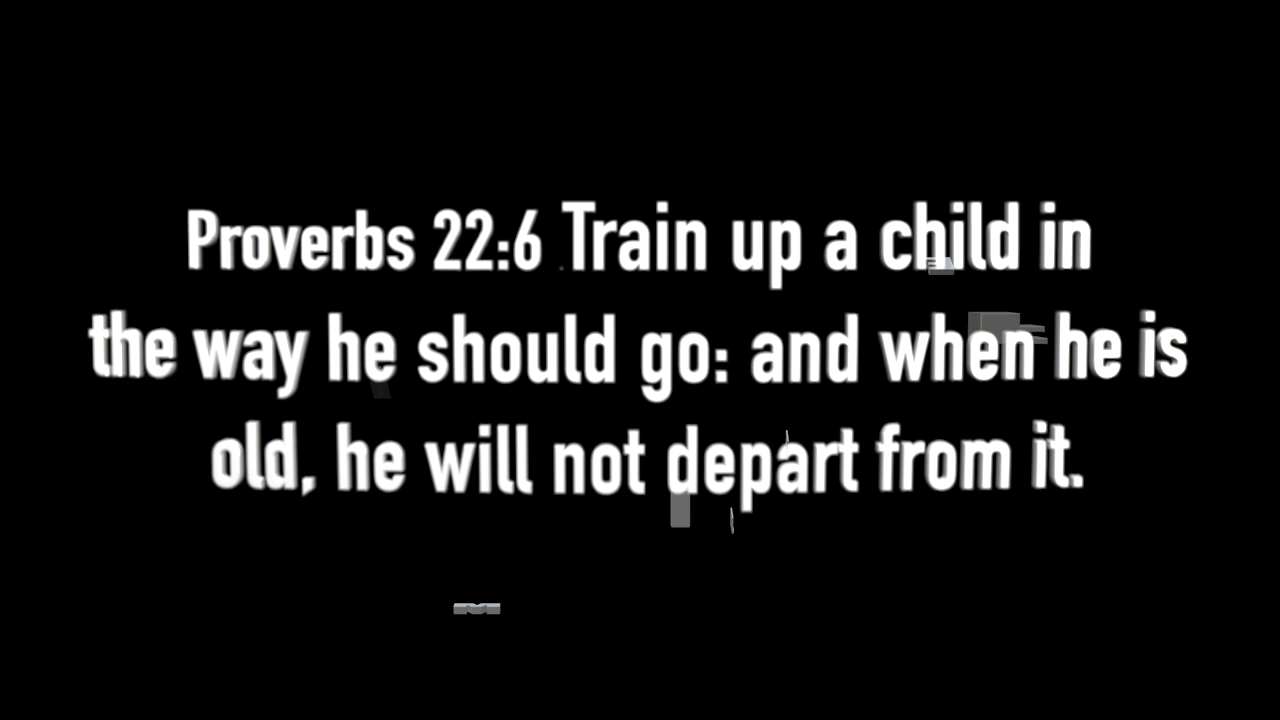 Proverbs 22:6 Train up a child in
the way he should go: and when he is
old, he will not depart from it.